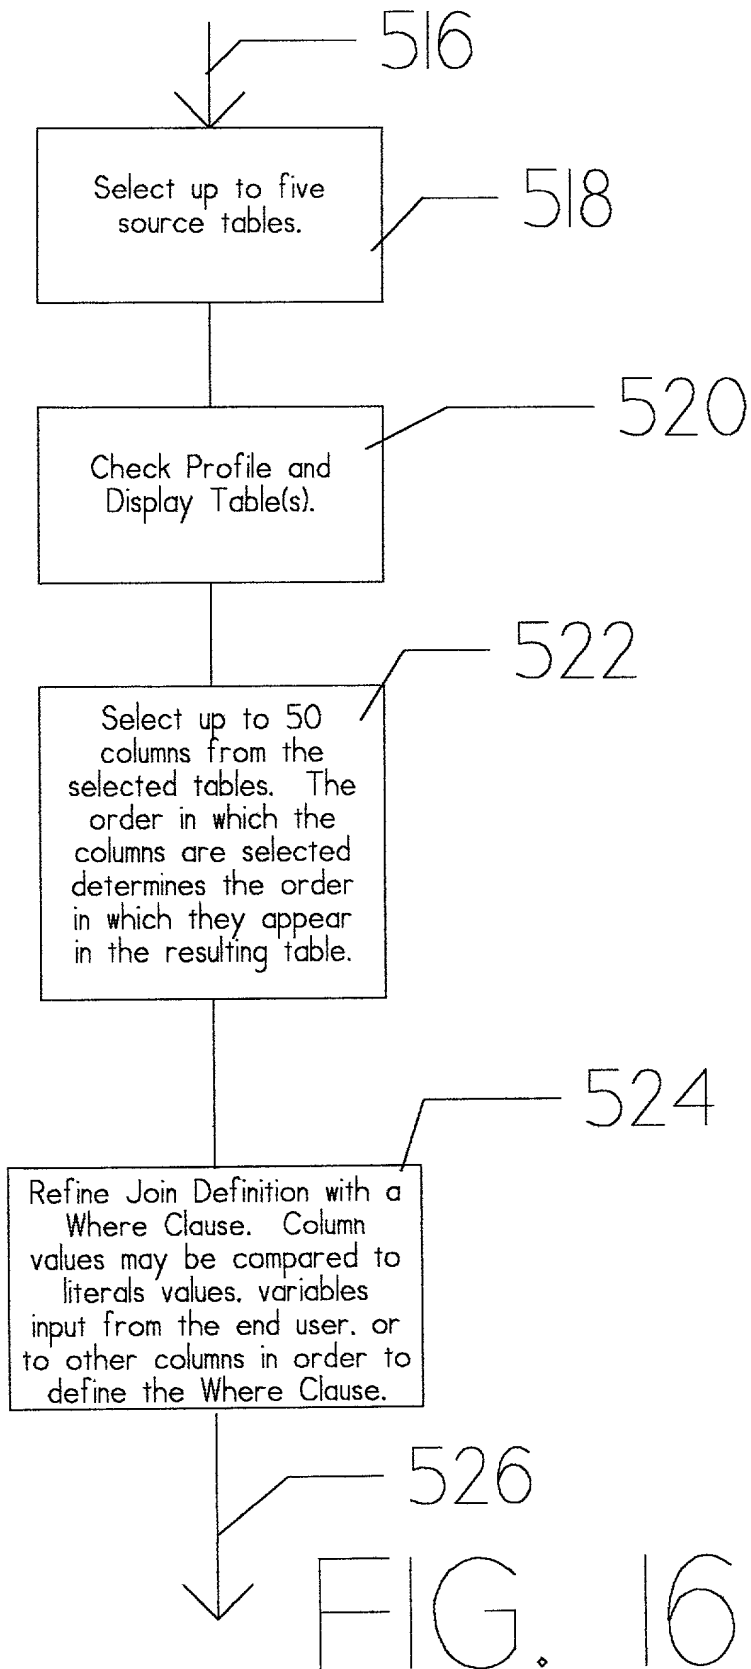 516
Select up to five
source tables.
518
520
Check Profile and
Display Table(s).
522
Select up to 50
columns from the
selected tables. The
order in which the
columns are selected
determines the order
in which they appear
in the resulting table.
524
Refine Join Definition with a
Where Clause. Column
values may be compared to
literals values, variables
input from the end user, or
to other columns in order to
define the Where Clause.
526
FIG. 16